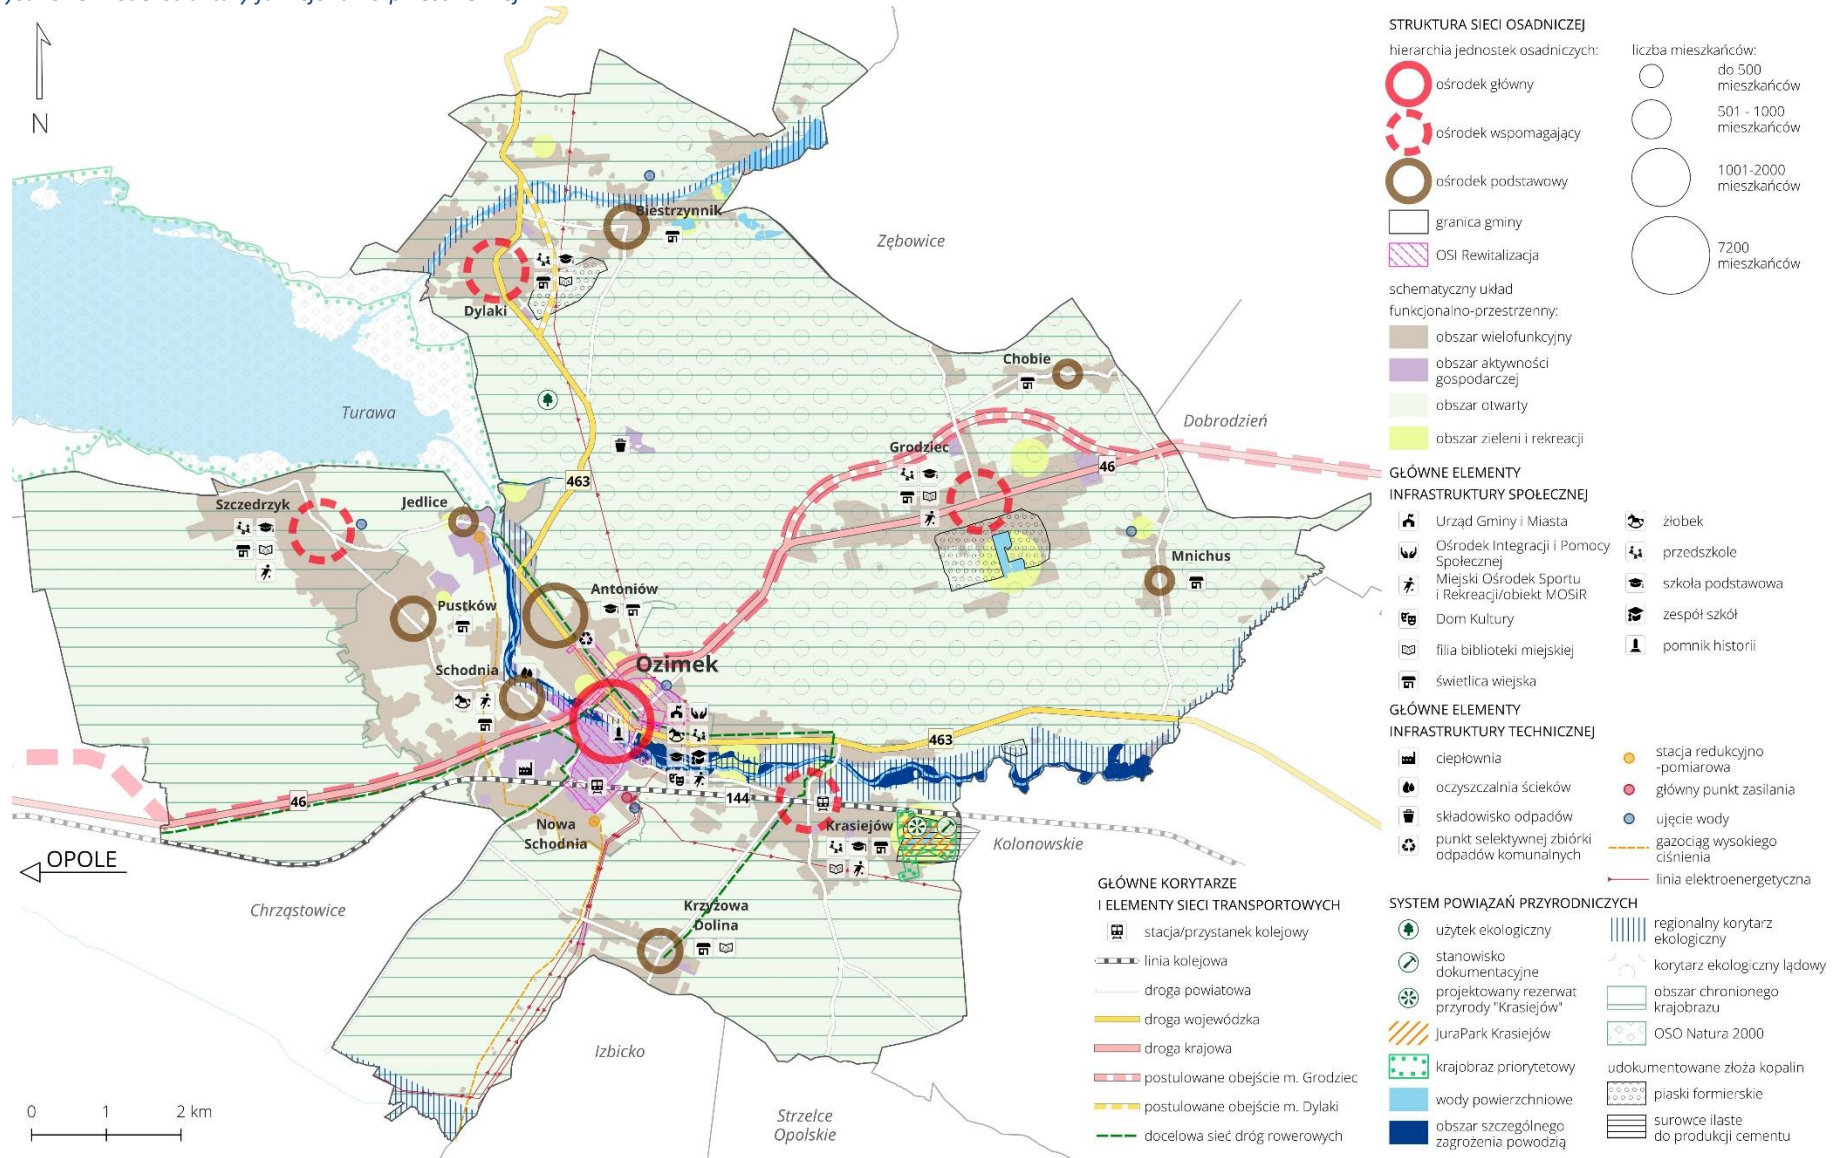 N
Biestrzynnik
Zębowice
Dylaki
Turawa
Chobie
Dobrodzień
Grodziec
46
463
Szczedrzyk
Jedlice
Mnichus
Antoniów
Pustków
Schodnia
Ozimek
463
46
144
Nowa
Schodnia
Krasiejów
Kolonowskie
OPOLE
Chrząstowice
Krzyżowa
Dolina
Izbicko
Strzelce
Opolskie
0 1 2 km
STRUKTURA SIECI OSADNICZEJ
hierarchia jednostek osadniczych:
ośrodek główny
ośrodek wspomagający
ośrodek podstawowy
granica gminy
OSI Rewitalizacja
liczba mieszkańców:
do 500
mieszkańców
501 - 1000
mieszkańców
1001-2000
mieszkańców
7200
mieszkańców
schematyczny układ
funkcjonalno-przestrzenny:
obszar wielofunkcyjny
obszar aktywności
gospodarczej
obszar otwarty
obszar zieleni i rekreacji
GŁÓWNE ELEMENTY
INFRASTRUKTURY SPOŁECZNEJ
Urząd Gminy i Miasta
Ośrodek Integracji i Pomocy
Społecznej
Miejski Ośrodek Sportu
i Rekreacji/obiekt MOSiR
Dom Kultury
filia biblioteki miejskiej
świetlica wiejska
żłobek
przedszkole
szkoła podstawowa
zespół szkół
pomnik historii
GŁÓWNE ELEMENTY
INFRASTRUKTURY TECHNICZNEJ
ciepłownia
oczyszczalnia ścieków
składowisko odpadów
punkt selektywnej zbiórki
odpadów komunalnych
stacja redukcyjno
-pomiarowa
główny punkt zasilania
ujęcie wody
gazociąg wysokiego
ciśnienia
linia elektroenergetyczna
GŁÓWNE KORYTARZE
I ELEMENTY SIECI TRANSPORTOWYCH
stacja/przystanek kolejowy
linia kolejowa
droga powiatowa
droga wojewódzka
droga krajowa
postulowane obejście m. Grodziec
postulowane obejście m. Dylaki
docelowa sieć dróg rowerowych
SYSTEM POWIĄZAŃ PRZYRODNICZYCH
użytek ekologiczny
stanowisko
dokumentacyjne
projektowany rezerwat
przyrody "Krasiejów"
JuraPark Krasiejów
krajobraz priorytetowy
wody powierzchniowe
obszar szczególnego
zagrożenia powodzią
regionalny korytarz
ekologiczny
korytarz ekologiczny lądowy
obszar chronionego
krajobrazu
OSO Natura 2000
udokumentowane złoża kopalin
piaski formierskie
surowce ilaste
do produkcji cementu